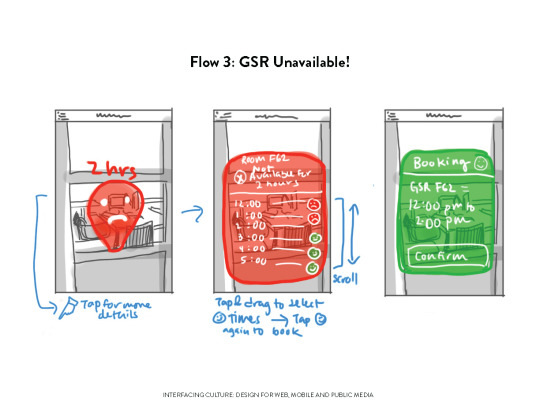 Flow 3: GSR Unavailable!
2 hrs
Tap for more
details
ROOM F62
Not
Available for
2 hours
12:00
1:00
2:00
3:00
4:00
5:00
scroll
Tap & drag to select
Times → Tap
again to book
Booking
GSR F62 =
12:00 pm to
2:00 pm
Confirm
INTERFACING CULTURE: DESIGN FOR WEB, MOBILE AND PUBLIC MEDIA